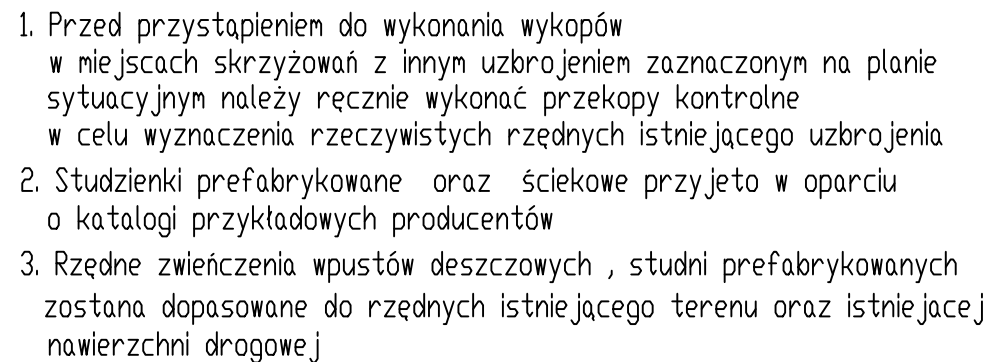 1. Przed przystąpieniem do wykonania wykopów
w miejscach skrzyżowań z innym uzbrojeniem zaznaczonym na planie
sytuacyjnym należy ręcznie wykonać przekopy kontrolne
w celu wyznaczenia rzeczywistych rzędnych istniejącego uzbrojenia
2. Studzienki prefabrykowane oraz ściekowe przyjeto w oparciu
o katalogi przykładowych producentów
3. Rzędne zwieńczenia wpustów deszczowych , studni prefabrykowanych
zostana dopasowane do rzędnych istniejącego terenu oraz istniejacej
nawierzchni drogowej